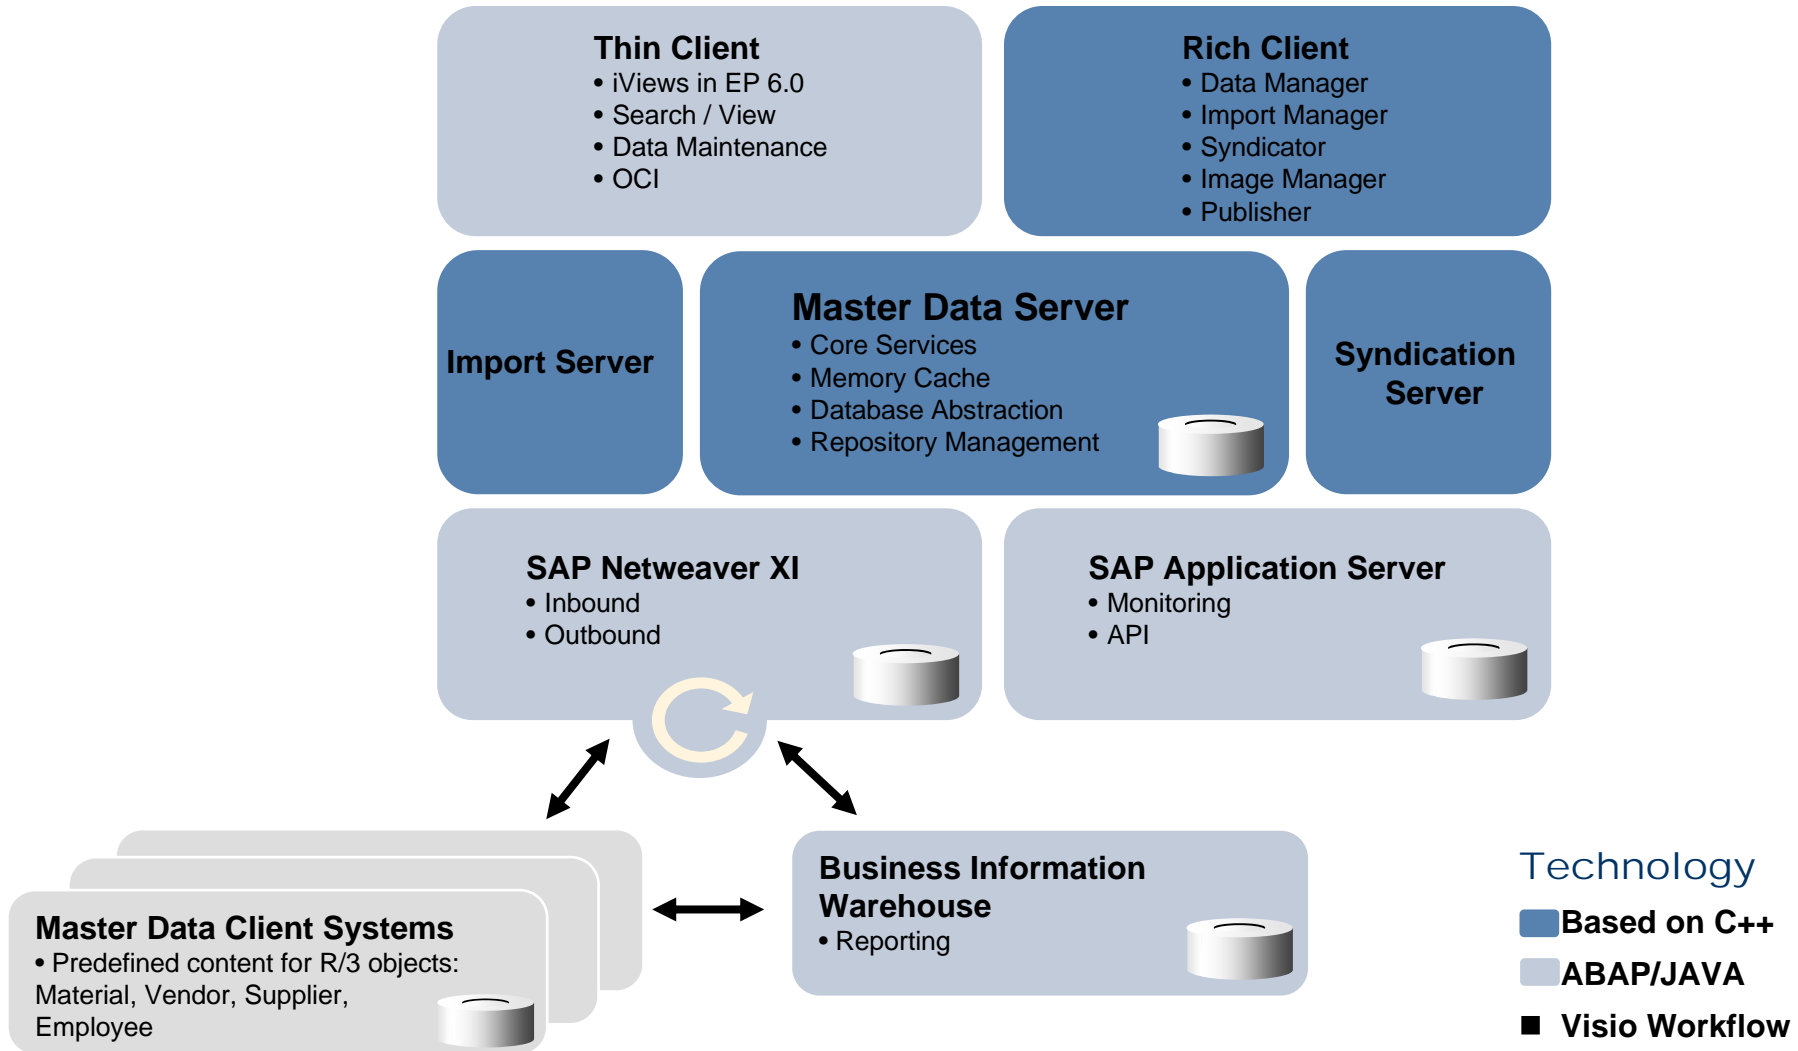 Thin Client
• iViews in EP 6.0
• Search / View
• Data Maintenance
• OCI
Rich Client
• Data Manager
• Import Manager
• Syndicator
• Image Manager
• Publisher
Import Server
Master Data Server
• Core Services
• Memory Cache
• Database Abstraction
• Repository Management
Syndication
Server
SAP Netweaver XI
• Inbound
• Outbound
SAP Application Server
• Monitoring
• API
Master Data Client Systems
• Predefined content for R/3 objects:
Material, Vendor, Supplier,
Employee
Business Information
Warehouse
• Reporting
Technology
Based on C++
ABAP/JAVA
■ Visio Workflow